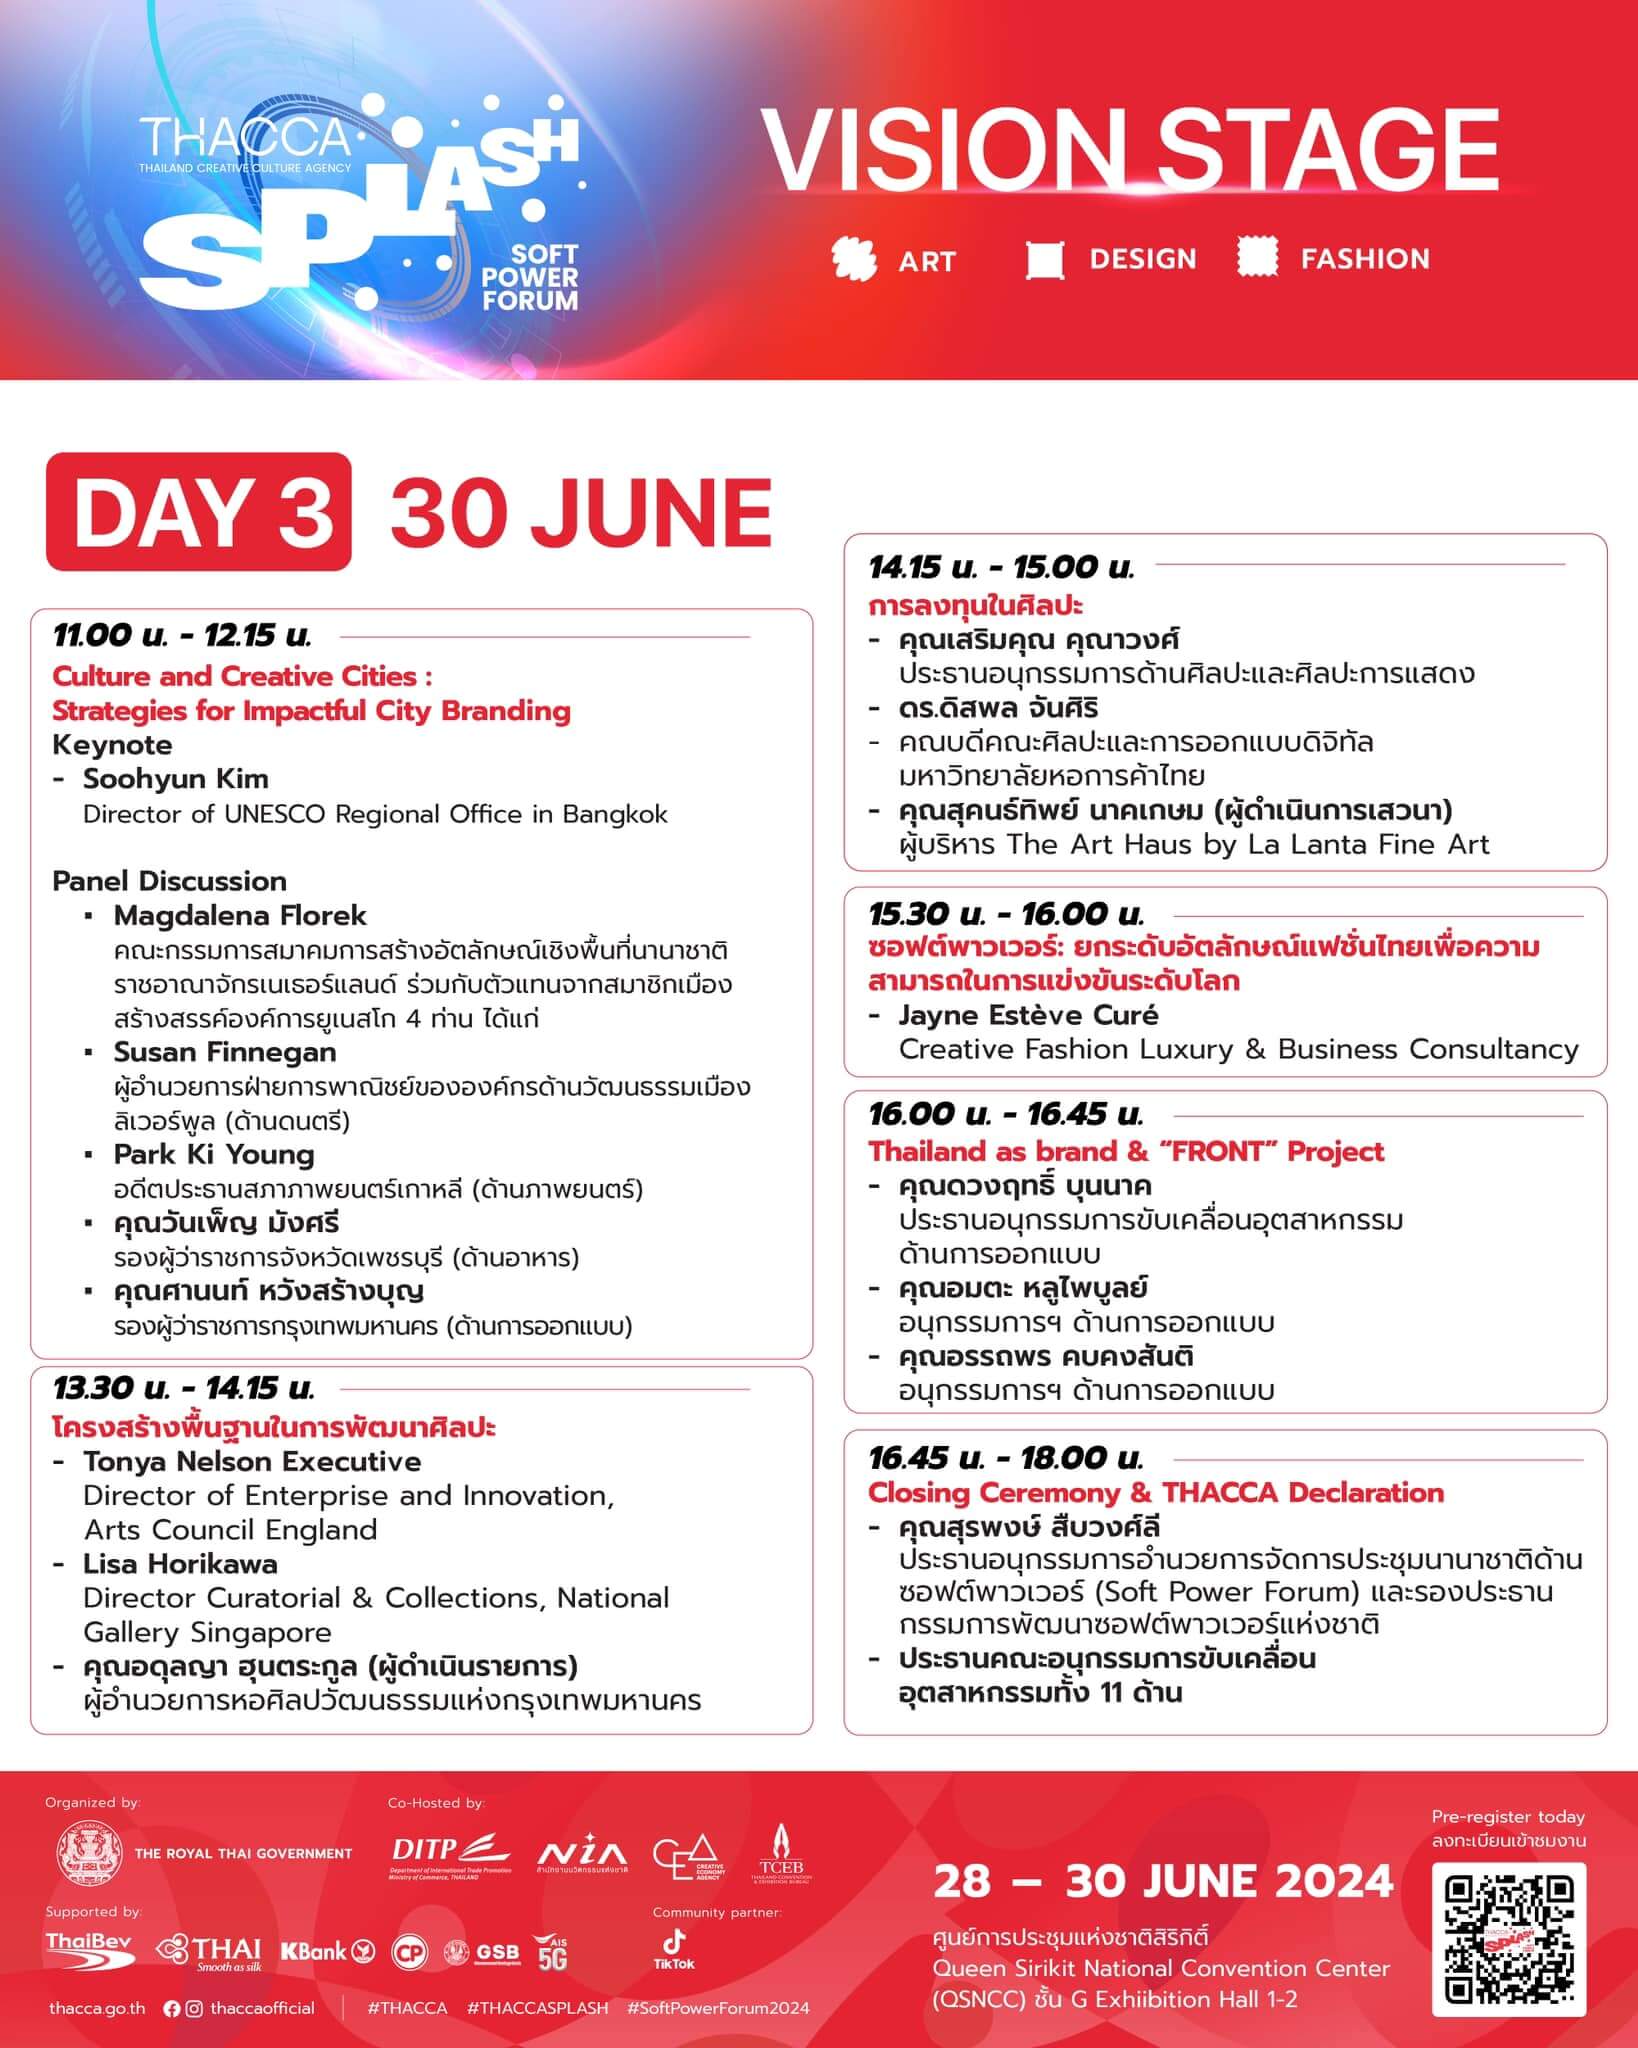 THACCA
THAILAND CREATIVE CULTURE AGENCY
SPLASH
SOFT
POWER
FORUM
VISION STAGE
ART
DESIGN
FASHION
DAY 3
30 JUNE
11.00 น. - 12.15 น.
Culture and Creative Cities :
Strategies for Impactful City Branding
Keynote
- Soohyun Kim
Director of UNESCO Regional Office in Bangkok
Panel Discussion
▪ Magdalena Florek
คณะกรรมการสมาคมการสร้างอัตลักษณ์เชิงพื้นที่นานาชาติ
ราชอาณาจักรเนเธอร์แลนด์ ร่วมกับตัวแทนจากสมาชิกเมือง
สร้างสรรค์องค์การยูเนสโก 4 ท่าน ได้แก่
▪ Susan Finnegan
ผู้อำนวยการฝ่ายการพาณิชย์ขององค์กรด้านวัฒนธรรมเมือง
ลิเวอร์พูล (ด้านดนตรี)
▪ Park Ki Young
อดีตประธานสภาภาพยนตร์เกาหลี (ด้านภาพยนตร์)
▪ คุณวันเพ็ญ มังศรี
รองผู้ว่าราชการจังหวัดเพชรบุรี (ด้านอาหาร)
▪ คุณศานนท์ หวังสร้างบุญ
รองผู้ว่าราชการกรุงเทพมหานคร (ด้านการออกแบบ)
13.30 น. - 14.15 น.
โครงสร้างพื้นฐานในการพัฒนาศิลปะ
- Tonya Nelson Executive
Director of Enterprise and Innovation,
Arts Council England
- Lisa Horikawa
Director Curatorial & Collections, National
Gallery Singapore
- คุณอดุลญา ฮุนตระกูล (ผู้ดำเนินรายการ)
ผู้อำนวยการหอศิลปวัฒนธรรมแห่งกรุงเทพมหานคร
14.15 น. - 15.00 น.
การลงทุนในศิลปะ
- คุณเสริมคุณ คุณาวงศ์
ประธานอนุกรรมการด้านศิลปะและศิลปะการแสดง
- ดร.ดิสพล จันศิริ
- คณบดีคณะศิลปะและการออกแบบดิจิทัล
มหาวิทยาลัยหอการค้าไทย
- คุณสุคนธ์ทิพย์ นาคเกษม (ผู้ดำเนินการเสวนา)
ผู้บริหาร The Art Haus by La Lanta Fine Art
15.30 น. - 16.00 น.
ซอฟต์พาวเวอร์: ยกระดับอัตลักษณ์แฟชั่นไทยเพื่อความ
สามารถในการแข่งขันระดับโลก
- Jayne Estève Curé
Creative Fashion Luxury & Business Consultancy
16.00 น. - 16.45 น.
Thailand as brand & “FRONT” Project
- คุณดวงฤทธิ์ บุนนาค
ประธานอนุกรรมการขับเคลื่อนอุตสาหกรรม
ด้านการออกแบบ
- คุณอมตะ หลูไพบูลย์
อนุกรรมการฯ ด้านการออกแบบ
- คุณอรรถพร คบคงสันติ
อนุกรรมการฯ ด้านการออกแบบ
16.45 น. - 18.00 น.
Closing Ceremony & THACCA Declaration
- คุณสุรพงษ์ สืบวงศ์ลี
ประธานอนุกรรมการอำนวยการจัดการประชุมนานาชาติด้าน
ซอฟต์พาวเวอร์ (Soft Power Forum) และรองประธาน
กรรมการพัฒนาซอฟต์พาวเวอร์แห่งชาติ
- ประธานคณะอนุกรรมการขับเคลื่อน
อุตสาหกรรมทั้ง 11 ด้าน
Organized by:
THE ROYAL THAI GOVERNMENT
Co-Hosted by:
DITP
Department of International Trade Promotion
Ministry of Commerce, THAILAND
NIA
สำนักงานนวัตกรรมแห่งชาติ
CEA
CREATIVE
ECONOMY
AGENCY
TCEB
THAILAND CONVENTION
& EXHIBITION BUREAU
Supported by:
ThaiBev
THAI
Smooth as silk
KBank
CP
GSB
AIS
5G
Community partner:
TikTok
thacca.go.th
thaccaofficial
#THACCA #THACCASPLASH #SoftPowerForum2024
28 – 30 JUNE 2024
ศูนย์การประชุมแห่งชาติสิริกิติ์
Queen Sirikit National Convention Center
(QSNCC) ชั้น G Exhiibition Hall 1-2
Pre-register today
ลงทะเบียนเข้าชมงาน
SPLASH